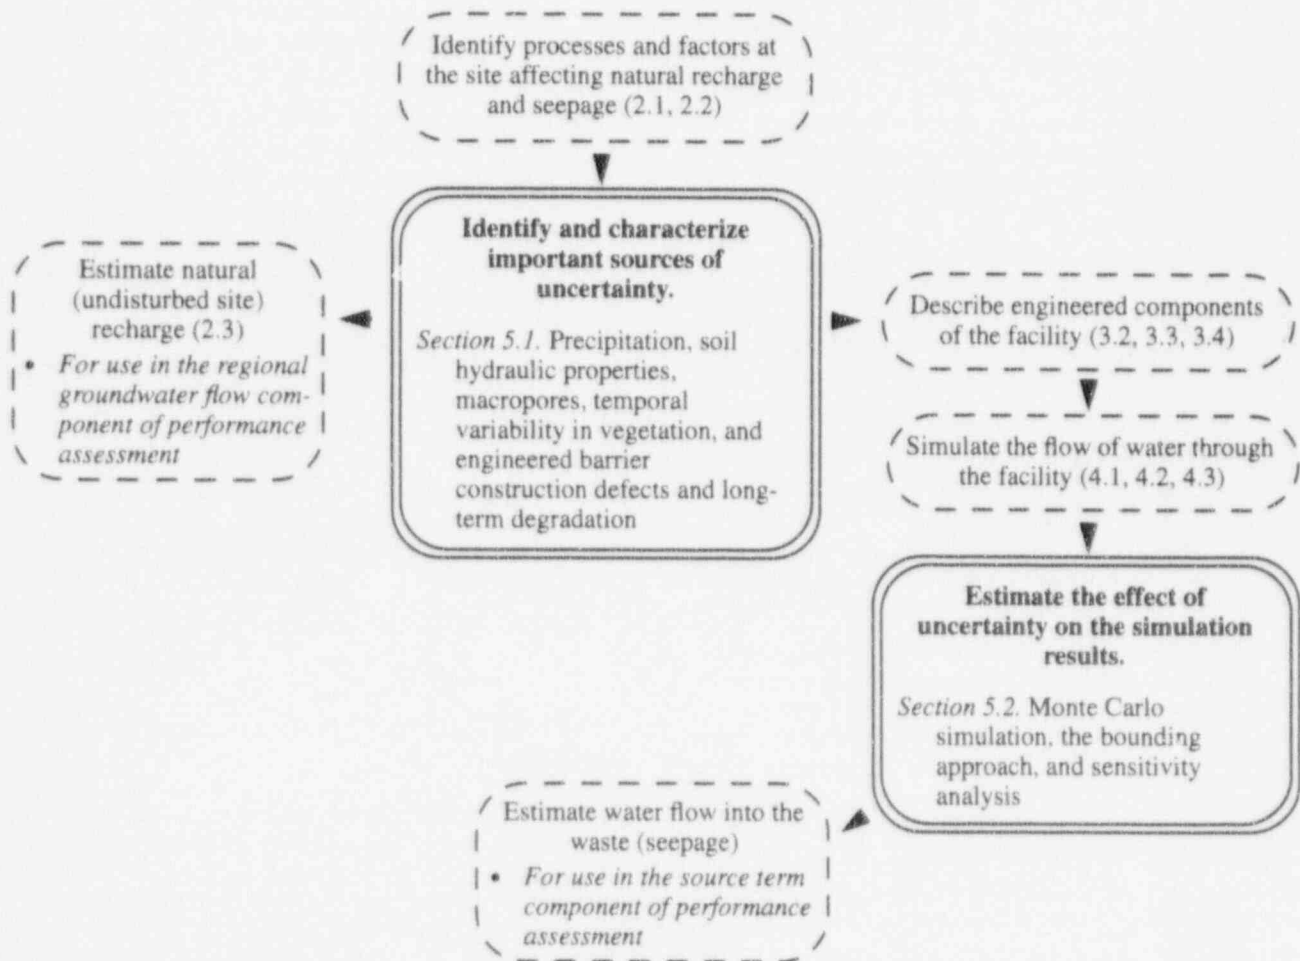 Identify processes and factors at
the site affecting natural recharge
and seepage (2.1, 2.2)
Identify and characterize
important sources of
uncertainty.
Section 5.1. Precipitation, soil
hydraulic properties,
macropores, temporal
variability in vegetation, and
engineered barrier
construction defects and long-
term degradation
Estimate natural
(undisturbed site)
recharge (2.3)
• For use in the regional
groundwater flow com-
ponent of performance
assessment
Describe engineered components
of the facility (3.2, 3.3, 3.4)
Simulate the flow of water through
the facility (4.1, 4.2, 4.3)
Estimate the effect of
uncertainty on the simulation
results.
Section 5.2. Monte Carlo
simulation, the bounding
approach, and sensitivity
analysis
Estimate water flow into the
waste (seepage)
• For use in the source term
component of performance
assessment